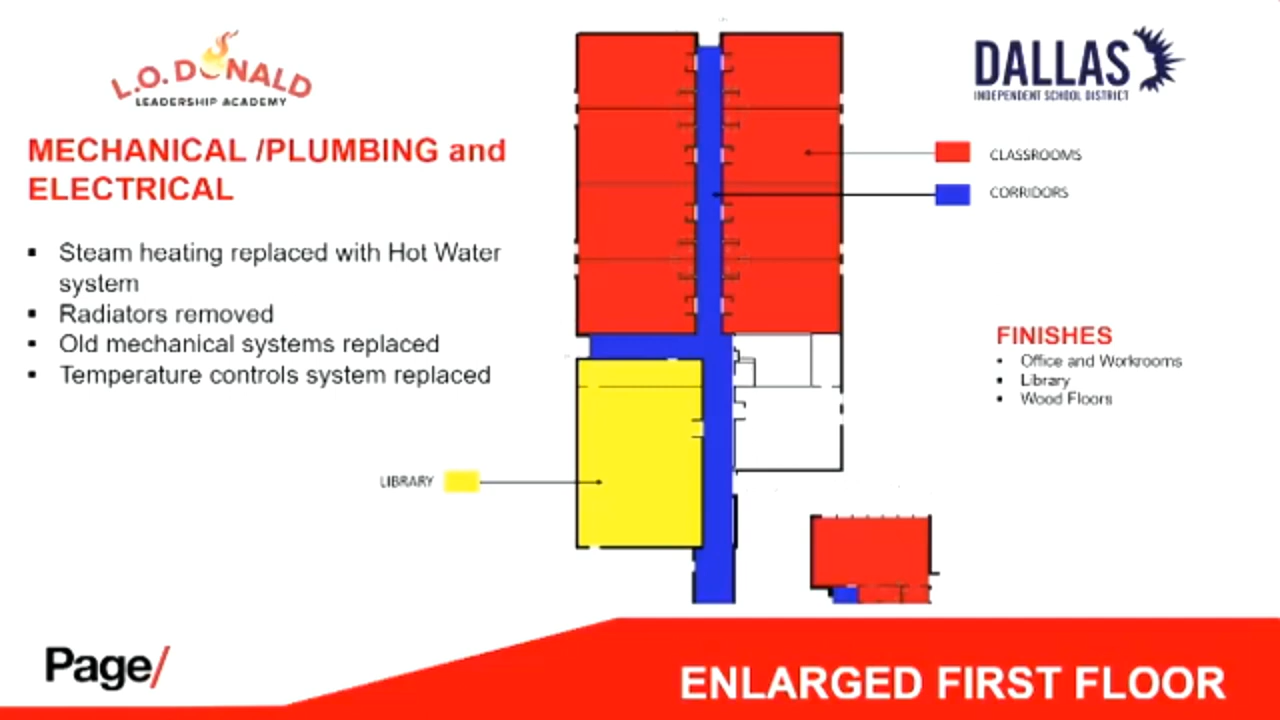 L.O. DONALD
LEADERSHIP ACADEMY
DALLAS
INDEPENDENT SCHOOL DISTRICT
MECHANICAL /PLUMBING and
ELECTRICAL
▪ Steam heating replaced with Hot Water
system
▪ Radiators removed
▪ Old mechanical systems replaced
▪ Temperature controls system replaced
CLASSROOMS
CORRIDORS
LIBRARY
FINISHES
• Office and Workrooms
• Library
• Wood Floors
Page/
ENLARGED FIRST FLOOR